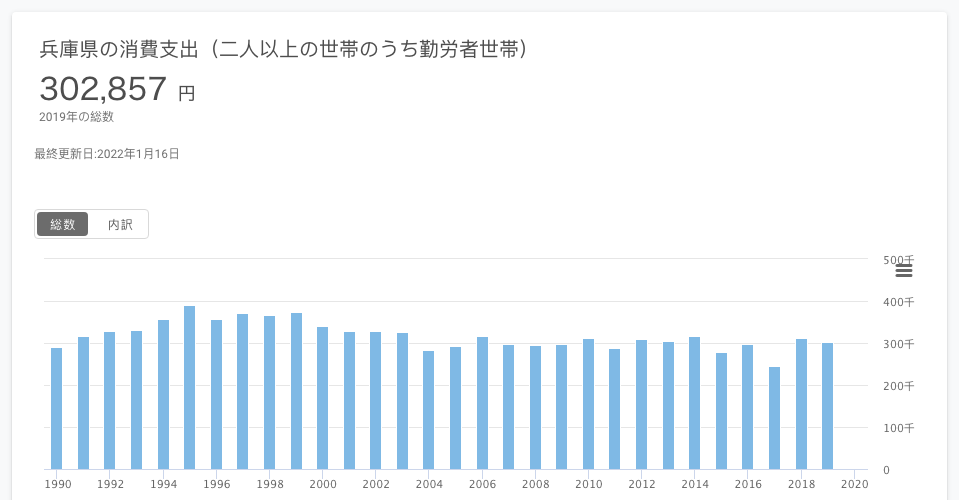 兵庫県の消費支出（二人以上の世帯のうち勤労者世帯）
302,857 円
2019年の総数
最終更新日:2022年1月16日
総数 内訳
500千
400千
300千
200千
100千
0
1990 1992 1994 1996 1998 2000 2002 2004 2006 2008 2010 2012 2014 2016 2018 2020